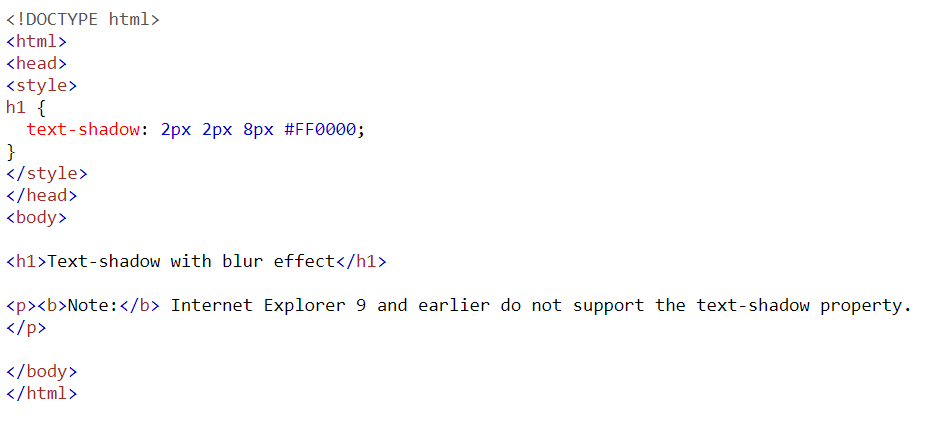 <!DOCTYPE html>
<html>
<head>
<style>
h1 {
  text-shadow: 2px 2px 8px #FF0000;
}
</style>
</head>
<body>

<h1>Text-shadow with blur effect</h1>

<p><b>Note:</b> Internet Explorer 9 and earlier do not support the text-shadow property.
</p>

</body>
</html>